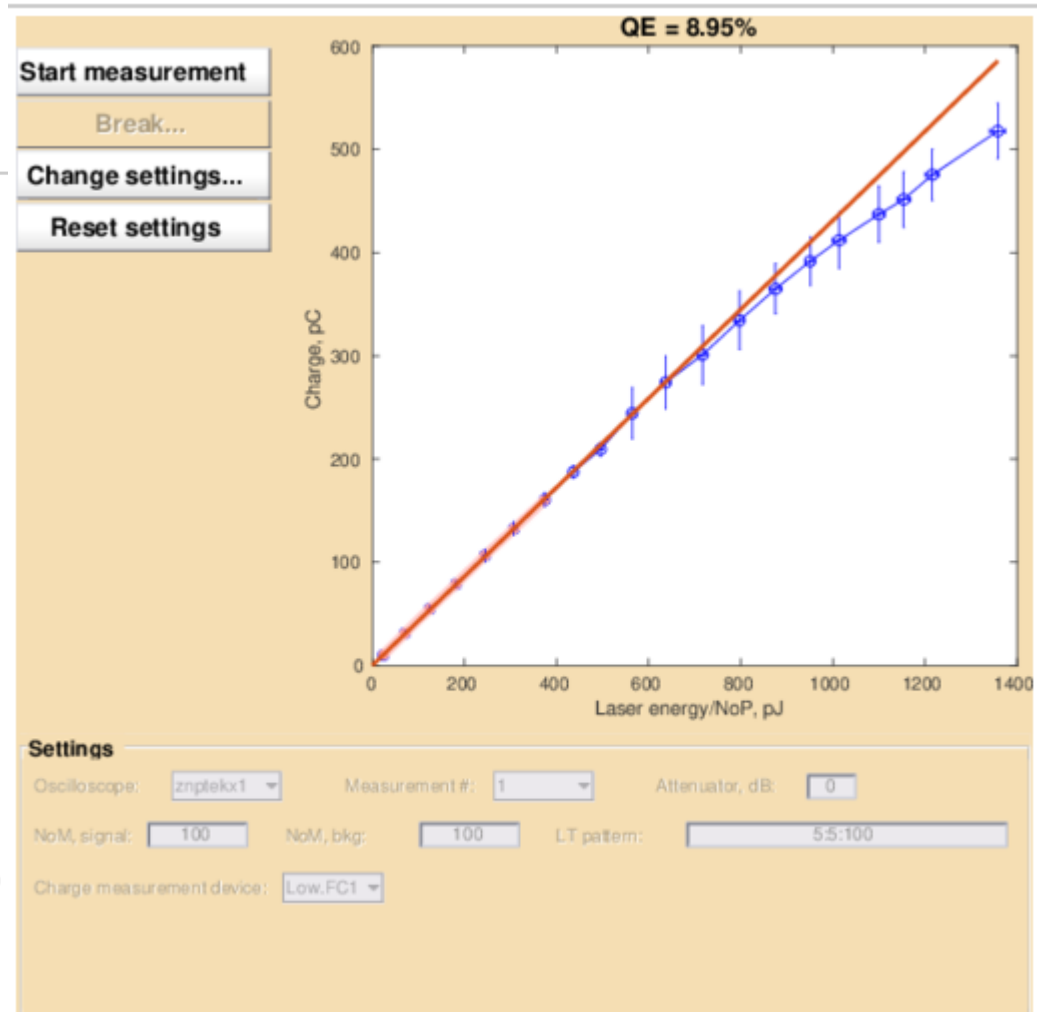 QE = 8.95%
Start measurement
Break...
Change settings...
Reset settings
600
500
400
300
200
100
0
Charge, pC
0 200 400 600 800 1000 1200 1400
Laser energy/NoP, pJ
Settings
Oscilloscope: znptekx1 Measurement #: 1 Attenuator, dB: 0
NoM, signal: 100 NoM, bkg: 100 LT pattern: 5:5:100
Charge measurement device: Low.FC1